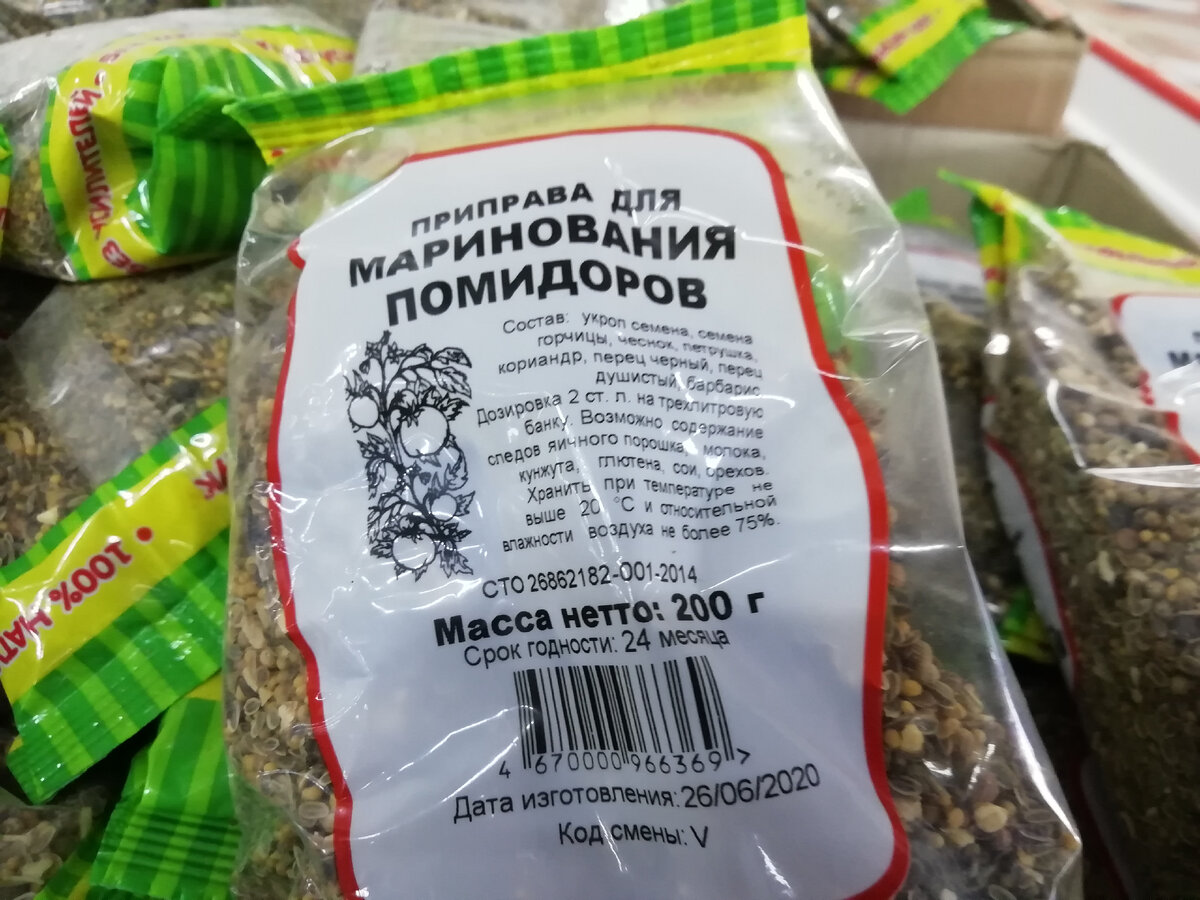 ПРИПРАВА ДЛЯ
МАРИНОВАНИЯ
ПОМИДОРОВ
Состав: укроп семена, семена
горчицы, чеснок, петрушка,
кориандр, перец черный, перец
душистый, барбарис
Дозировка 2 ст. л. на трехлитровую
банку. Возможно содержание
следов яичного порошка, молока,
кунжута, глютена, сои, орехов.
Хранить при температуре не
выше 20 °C и относительной
влажности воздуха не более 75%.
СТО 26862182-001-2014
Масса нетто: 200 г
Срок годности: 24 месяца
4 670000 966369 >
Дата изготовления: 26/06/2020
Код смены: V
• 100%